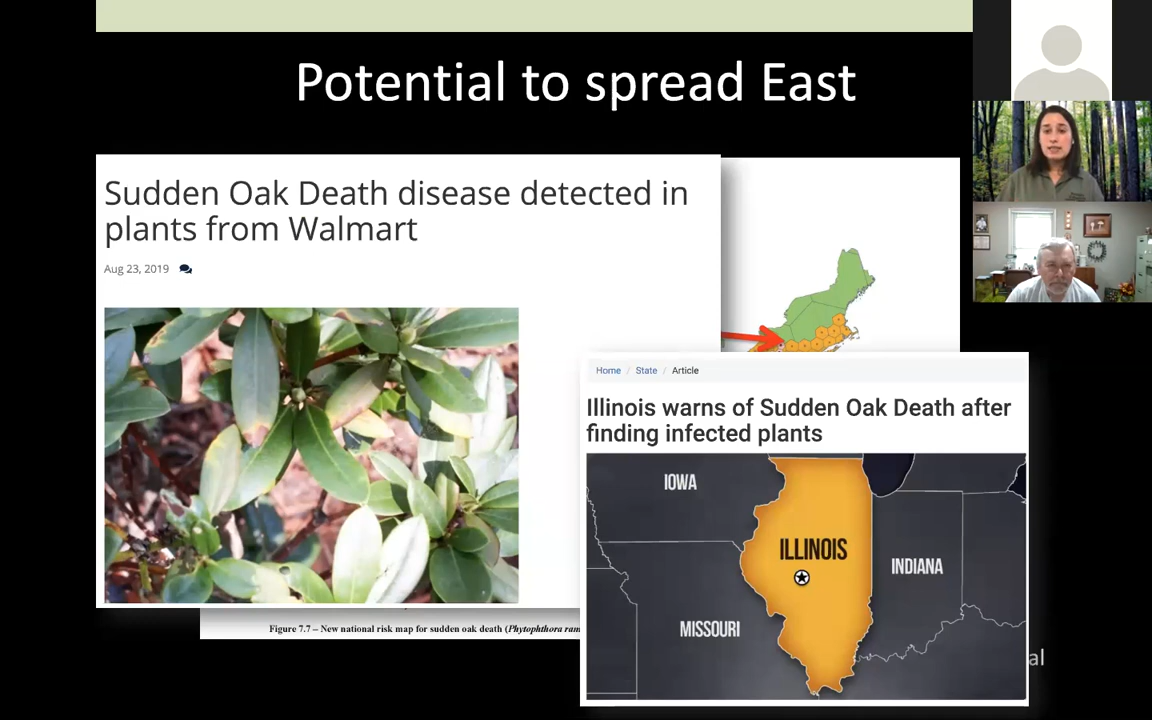 Potential to spread East
Sudden Oak Death disease detected in
plants from Walmart
Aug 23, 2019
Home / State / Article
Illinois warns of Sudden Oak Death after
finding infected plants
IOWA
ILLINOIS
INDIANA
MISSOURI
Figure 7.7 – New national risk map for sudden oak death (Phytophthora ram
al